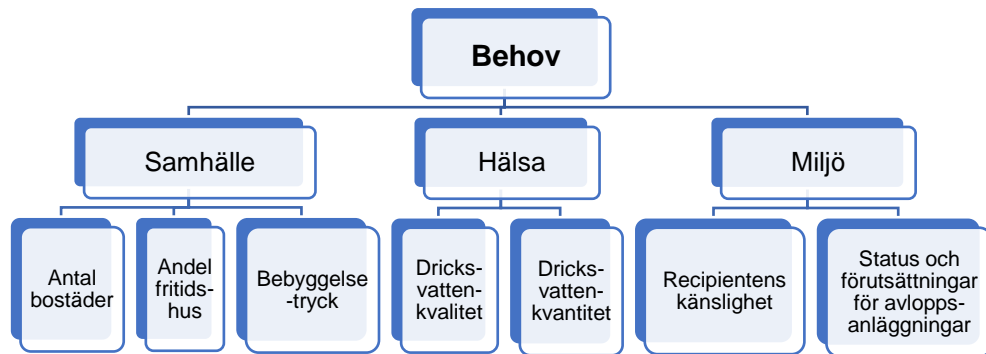 Behov
Samhälle
Hälsa
Miljö
Antal
bostäder
Andel
fritids-
hus
Bebyggelse
-tryck
Dricks-
vatten-
kvalitet
Dricks-
vatten-
kvantitet
Recipientens
känslighet
Status och
förutsättningar
för avlopps-
anläggningar